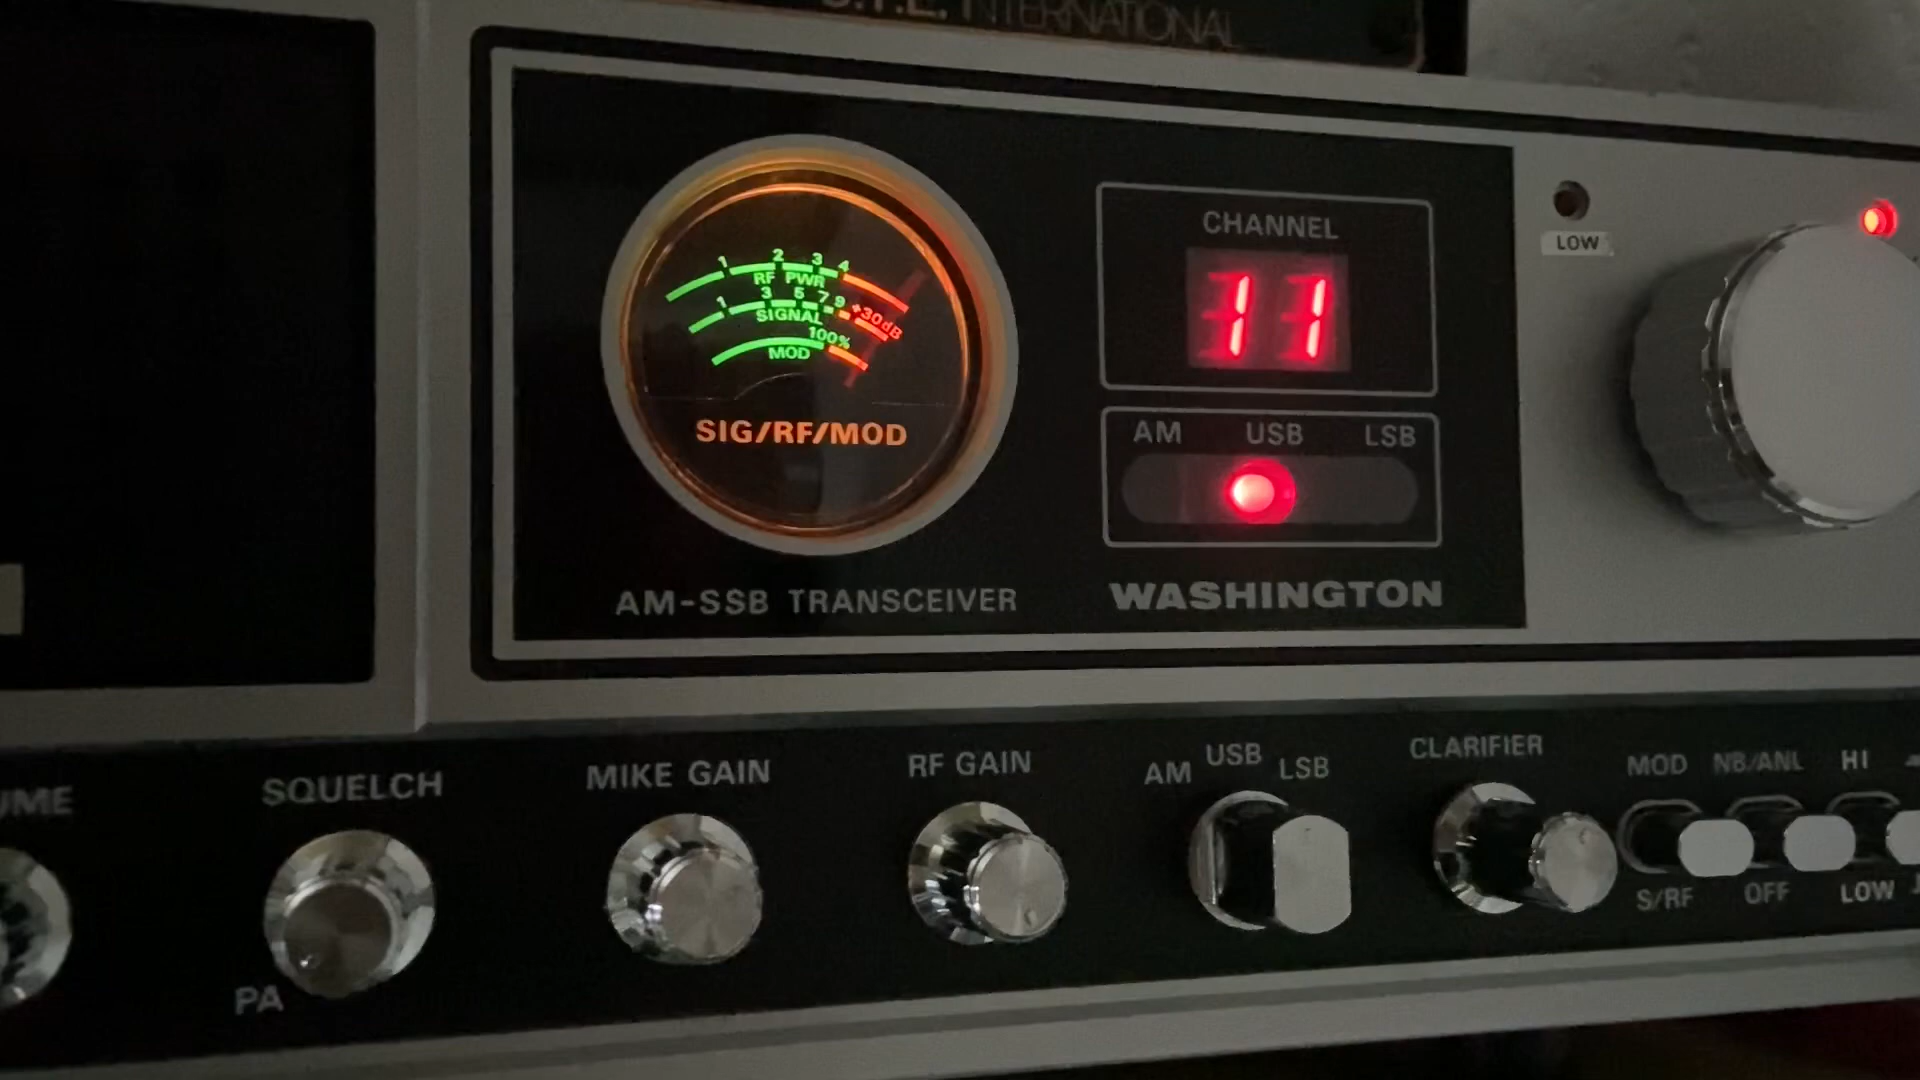 INTERNATIONAL
CHANNEL
11
LOW
1 2 3 4
RF PWR
1 3 5 7 9 +30dB
SIGNAL
100%
MOD
SIG/RF/MOD
AM USB LSB
AM-SSB TRANSCEIVER
WASHINGTON
SQUELCH
MIKE GAIN
RF GAIN
AM USB LSB
CLARIFIER
MOD NB/ANL HI
S/RF OFF LOW
PA